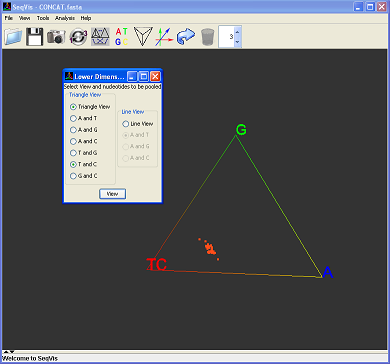 SeqVis - CONCAT.fasta
File View Tools Analysis Help
A T
G
3
Lower Dimens...
Select View and nucleotides to be pooled
Triangle View
Triangle View
A and T
A and G
A and C
T and G
T and C
G and C
Line View
Line View
A and T
A and G
A and C
View
G
TC
A
Welcome to SeqVis